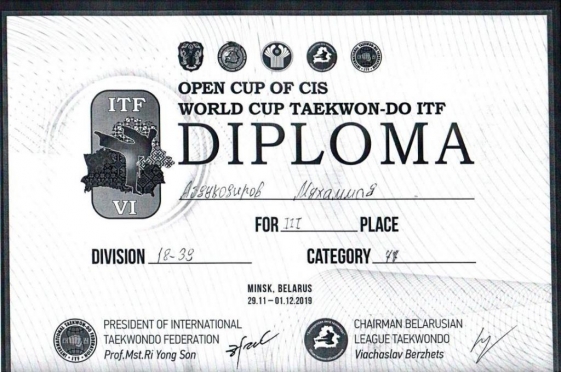 OPEN CUP OF CIS
WORLD CUP TAEKWON-DO ITF
DIPLOMA
ITF
VI
FOR III PLACE
DIVISION 18-39
CATEGORY
MINSK, BELARUS
29.11 – 01.12.2019
PRESIDENT OF INTERNATIONAL
TAEKWONDO FEDERATION
Prof.Mst.Ri Yong Son
CHAIRMAN BELARUSIAN
LEAGUE TAEKWONDO
Viachaslav Berzhets